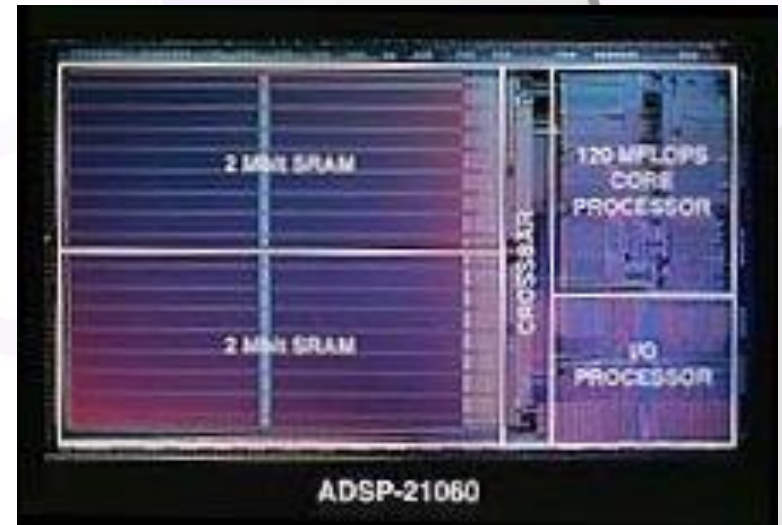 2 Mbit SRAM
2 Mbit SRAM
CROSSBAR
120 MFLOPS
CORE
PROCESSOR
I/O
PROCESSOR
ADSP-21060